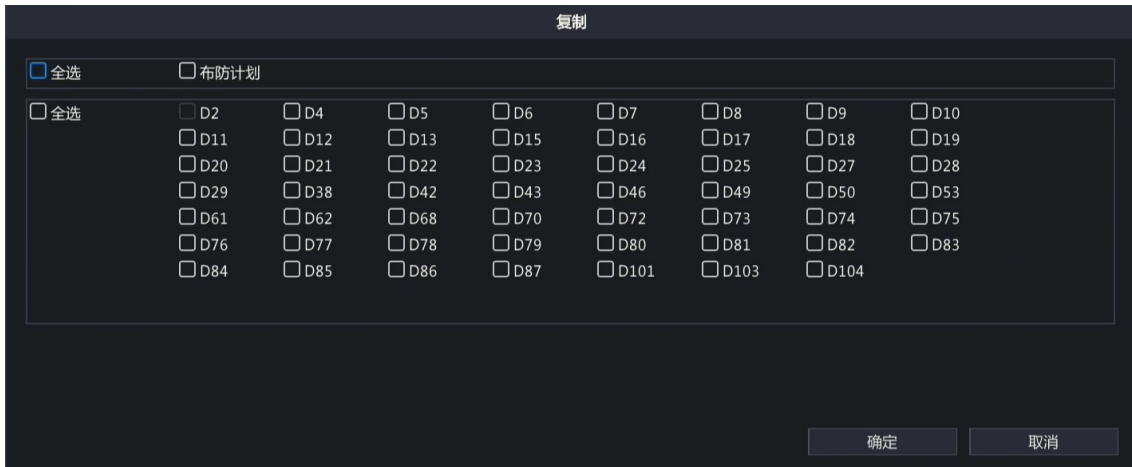 复制
全选 布防计划
全选 D2 D4 D5 D6 D7 D8 D9 D10
D11 D12 D13 D15 D16 D17 D18 D19
D20 D21 D22 D23 D24 D25 D27 D28
D29 D38 D42 D43 D46 D49 D50 D53
D61 D62 D68 D70 D72 D73 D74 D75
D76 D77 D78 D79 D80 D81 D82 D83
D84 D85 D86 D87 D101 D103 D104
确定 取消